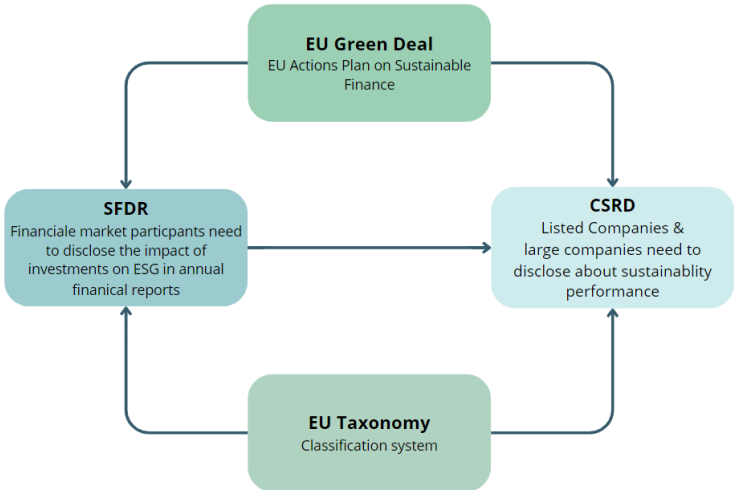 EU Green Deal
EU Actions Plan on Sustainable
Finance
SFDR
Financiale market particpants need
to disclose the impact of
investments on ESG in annual
finanical reports
CSRD
Listed Companies &
large companies need to
disclose about sustainablity
performance
EU Taxonomy
Classification system